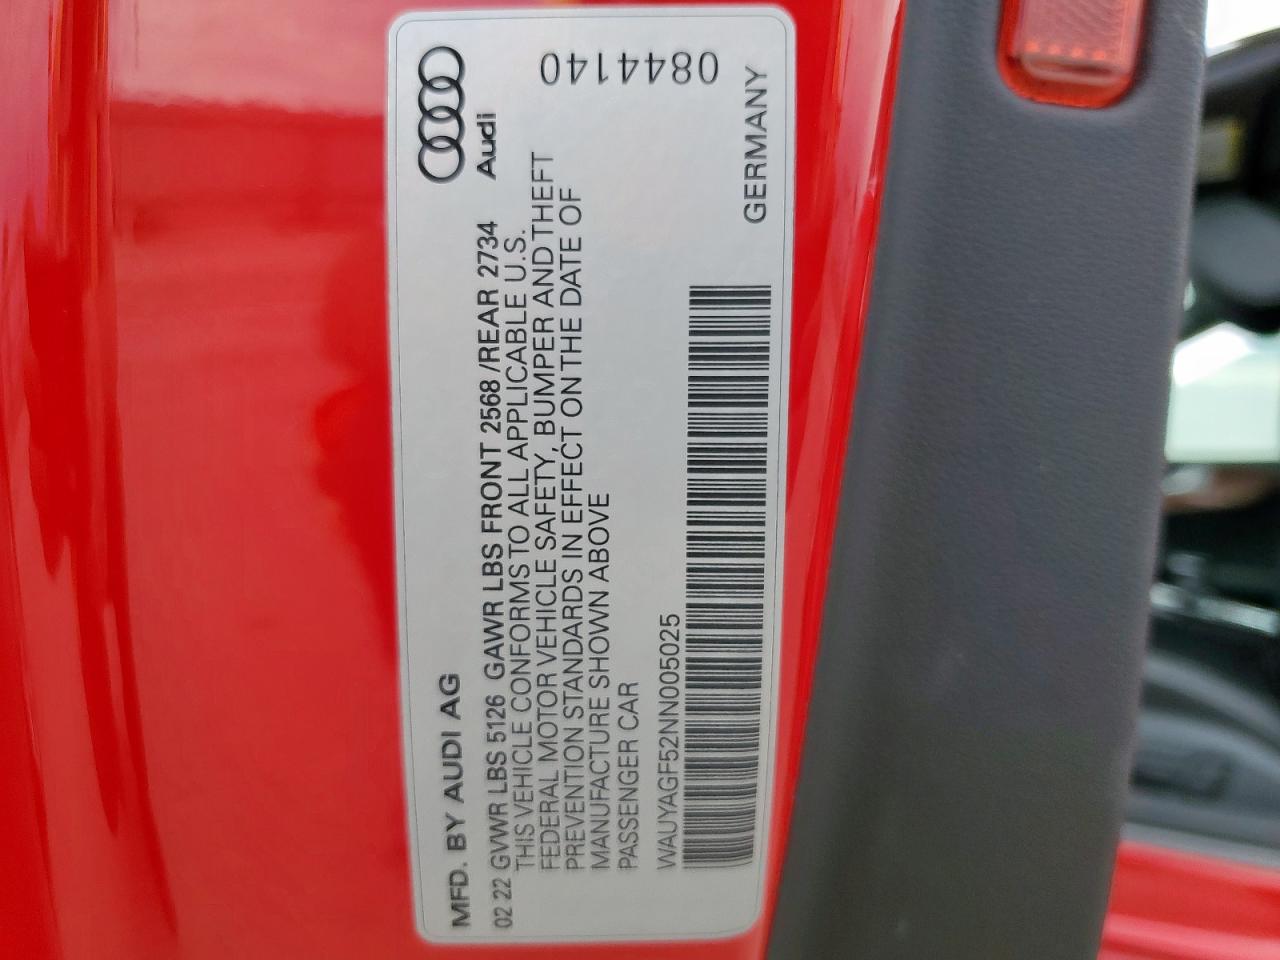 MFD. BY AUDI AG
Audi
02 22 GVWR LBS 5126 GAWR LBS FRONT 2568 /REAR 2734
THIS VEHICLE CONFORMS TO ALL APPLICABLE U.S.
FEDERAL MOTOR VEHICLE SAFETY, BUMPER AND THEFT
PREVENTION STANDARDS IN EFFECT ON THE DATE OF
MANUFACTURE SHOWN ABOVE
PASSENGER CAR
WAUYAGF52NN005025
GERMANY
0844140